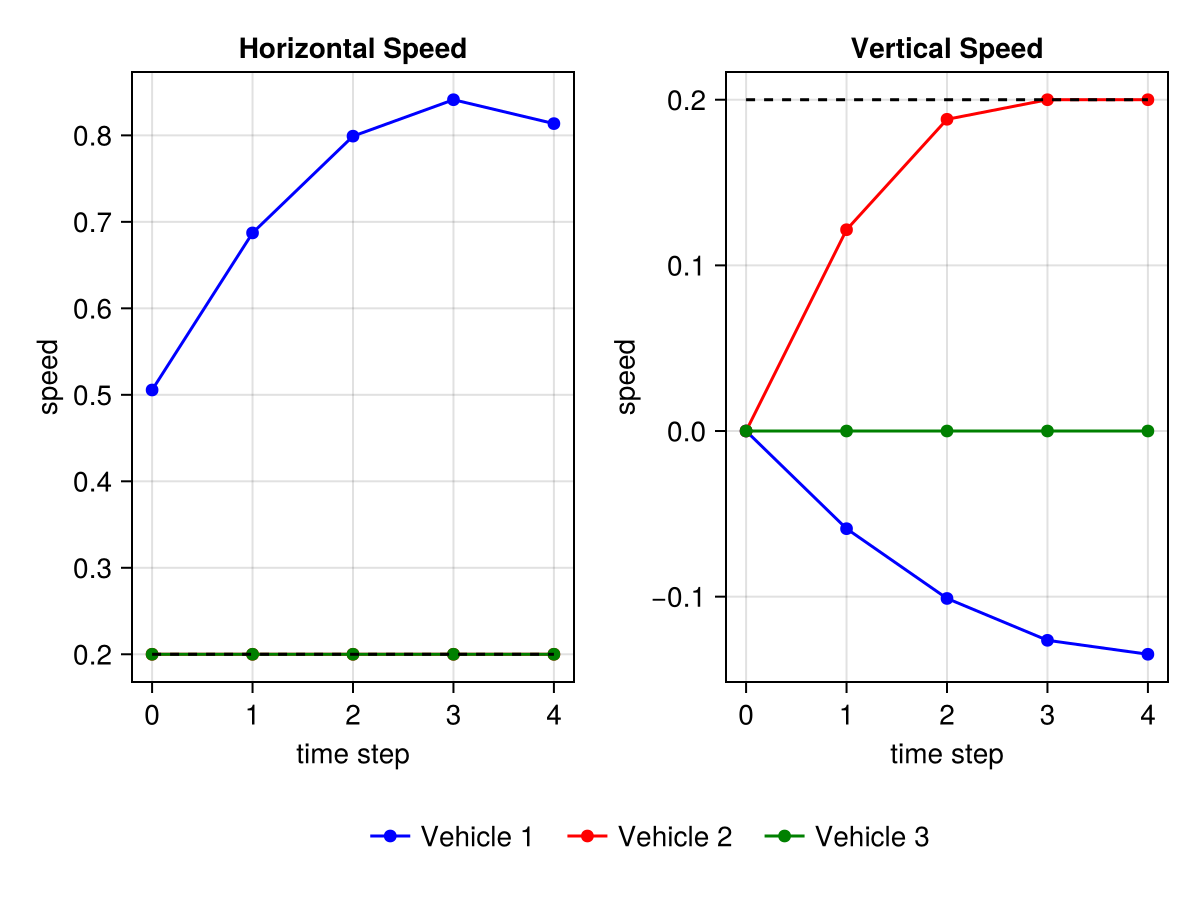 Horizontal Speed
speed
0.8
0.7
0.6
0.5
0.4
0.3
0.2
0 1 2 3 4
time step
Vertical Speed
speed
0.2
0.1
0.0
−0.1
0 1 2 3 4
time step
Vehicle 1 Vehicle 2 Vehicle 3